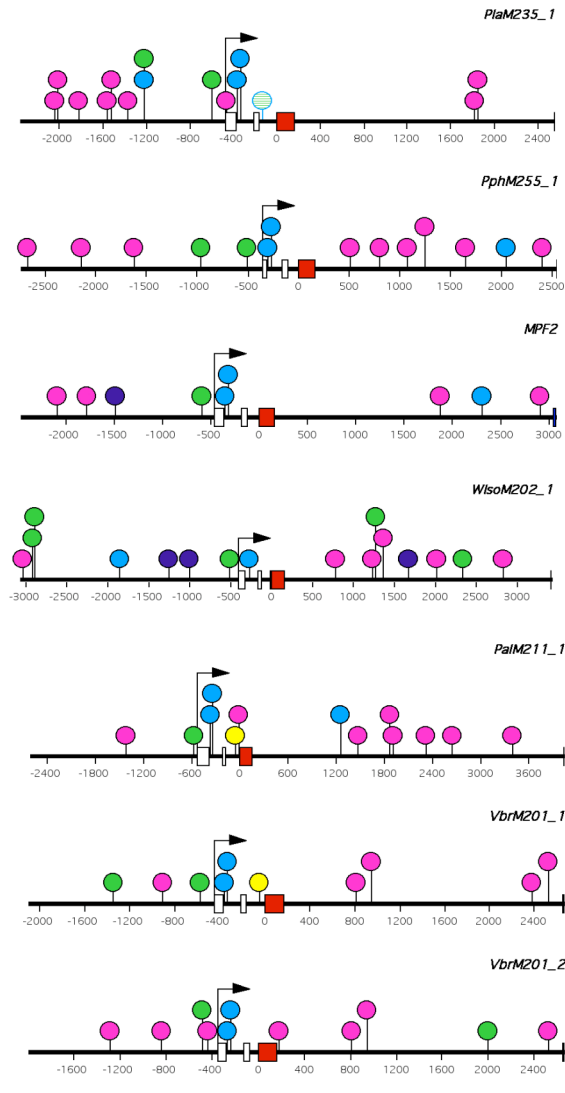 PlaM235_1
-2000 -1600 -1200 -800 -400 0 400 800 1200 1600 2000 2400
PphM255_1
-2500 -2000 -1500 -1000 -500 0 500 1000 1500 2000 2500
MPF2
-2000 -1500 -1000 -500 0 500 1000 1500 2000 2500 3000
WsoM202_1
-3000 -2500 -2000 -1500 -1000 -500 0 500 1000 1500 2000 2500 3000
PalM211_1
-2400 -1800 -1200 -600 0 600 1200 1800 2400 3000 3600
VbrM201_1
-2000 -1600 -1200 -800 -400 0 400 800 1200 1600 2000 2400
VbrM201_2
-1600 -1200 -800 -400 0 400 800 1200 1600 2000 2400